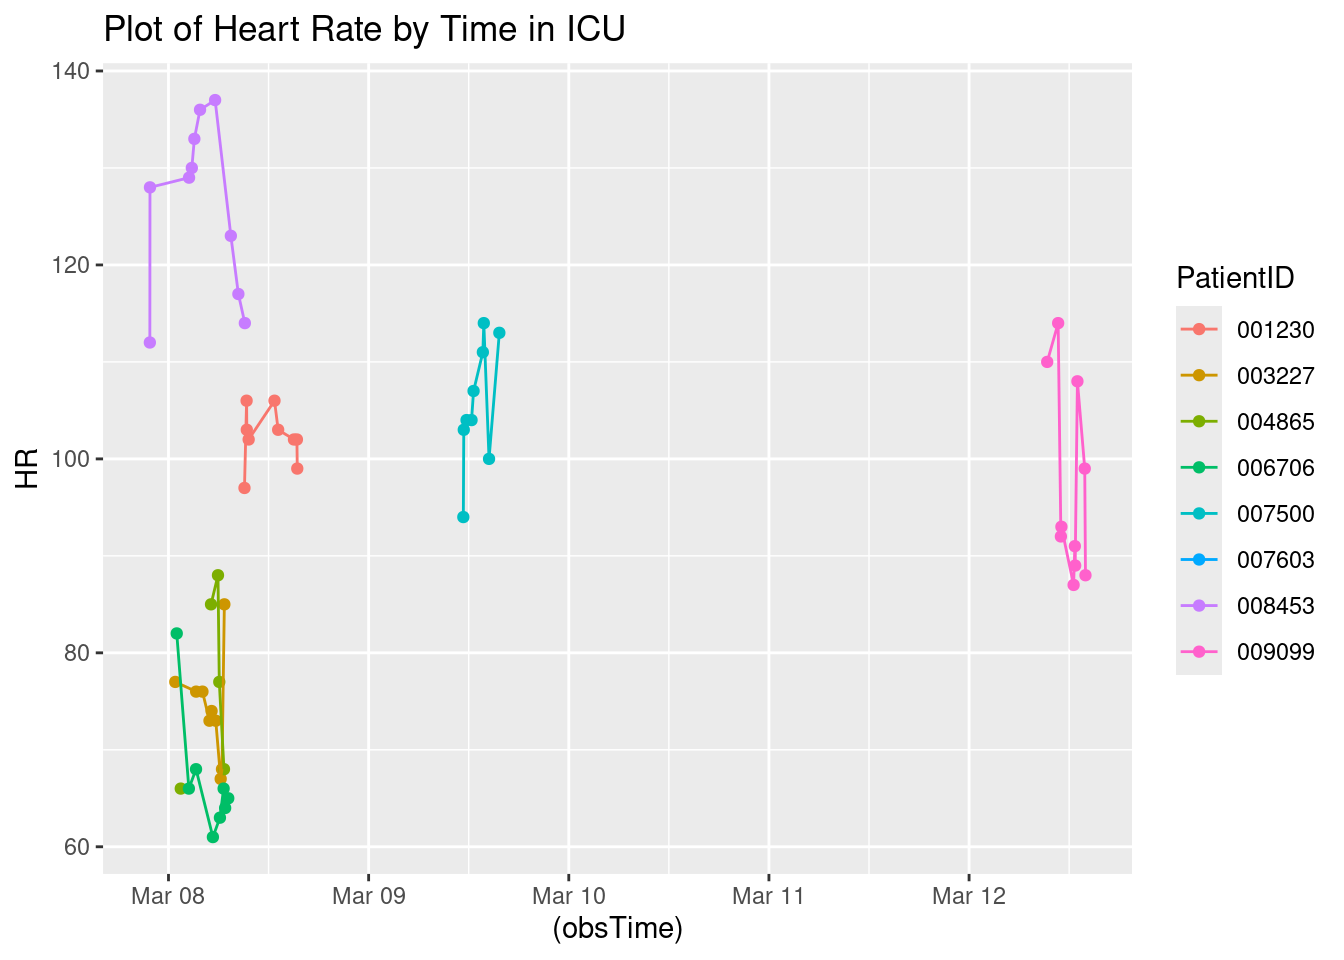 Plot of Heart Rate by Time in ICU
140
120
100
80
60
HR
Mar 08 Mar 09 Mar 10 Mar 11 Mar 12
(obsTime)
PatientID
001230
003227
004865
006706
007500
007603
008453
009099